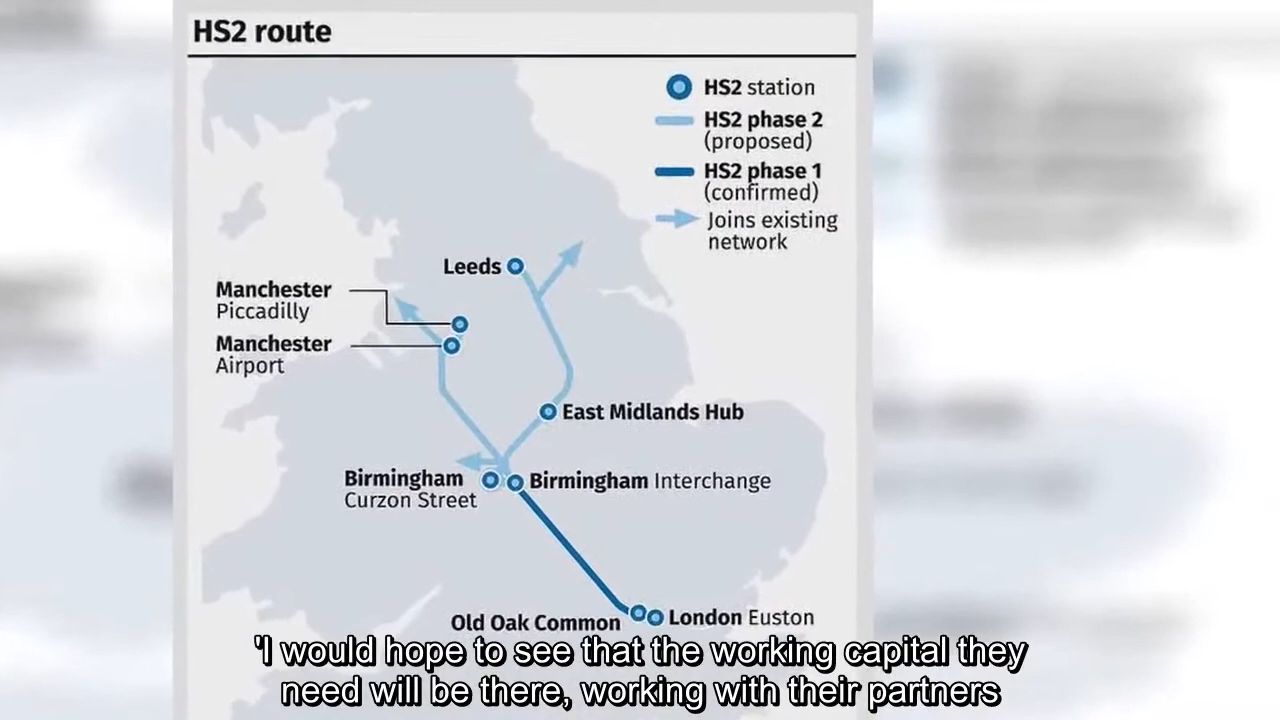 HS2 route
HS2 station
HS2 phase 2
(proposed)
HS2 phase 1
(confirmed)
Joins existing
network
Leeds
Manchester
Piccadilly
Manchester
Airport
East Midlands Hub
Birmingham
Curzon Street
Birmingham Interchange
Old Oak Common
London Euston
'I would hope to see that the working capital they
need will be there, working with their partners